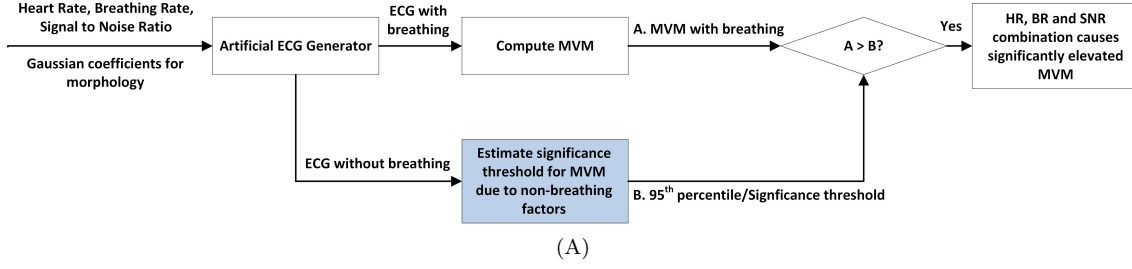 Heart Rate, Breathing Rate,
Signal to Noise Ratio
Gaussian coefficients for
morphology
Artificial ECG Generator
ECG with
breathing
Compute MVM
A. MVM with breathing
A > B?
Yes
HR, BR and SNR
combination causes
significantly elevated
MVM
ECG without breathing
Estimate significance
threshold for MVM
due to non-breathing
factors
B. 95th percentile/Signficance threshold
(A)